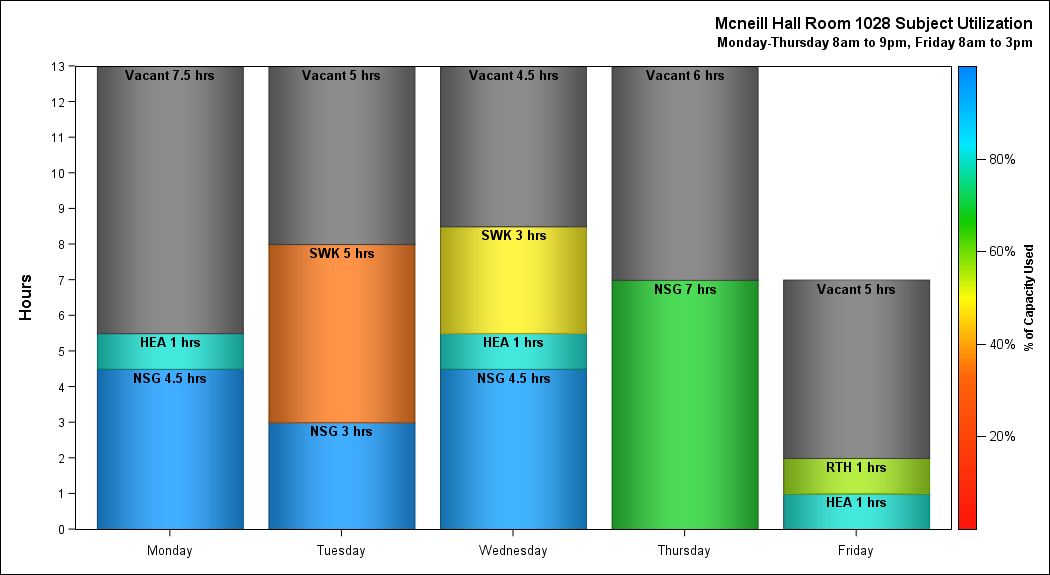 Mcneill Hall Room 1028 Subject Utilization
Monday-Thursday 8am to 9pm, Friday 8am to 3pm
Hours
13
12
11
10
9
8
7
6
5
4
3
2
1
0
Vacant 7.5 hrs
HEA 1 hrs
NSG 4.5 hrs
Vacant 5 hrs
SWK 5 hrs
NSG 3 hrs
Vacant 4.5 hrs
SWK 3 hrs
HEA 1 hrs
NSG 4.5 hrs
Vacant 6 hrs
NSG 7 hrs
Vacant 5 hrs
RTH 1 hrs
HEA 1 hrs
Monday
Tuesday
Wednesday
Thursday
Friday
80%
60%
40%
20%
% of Capacity Used